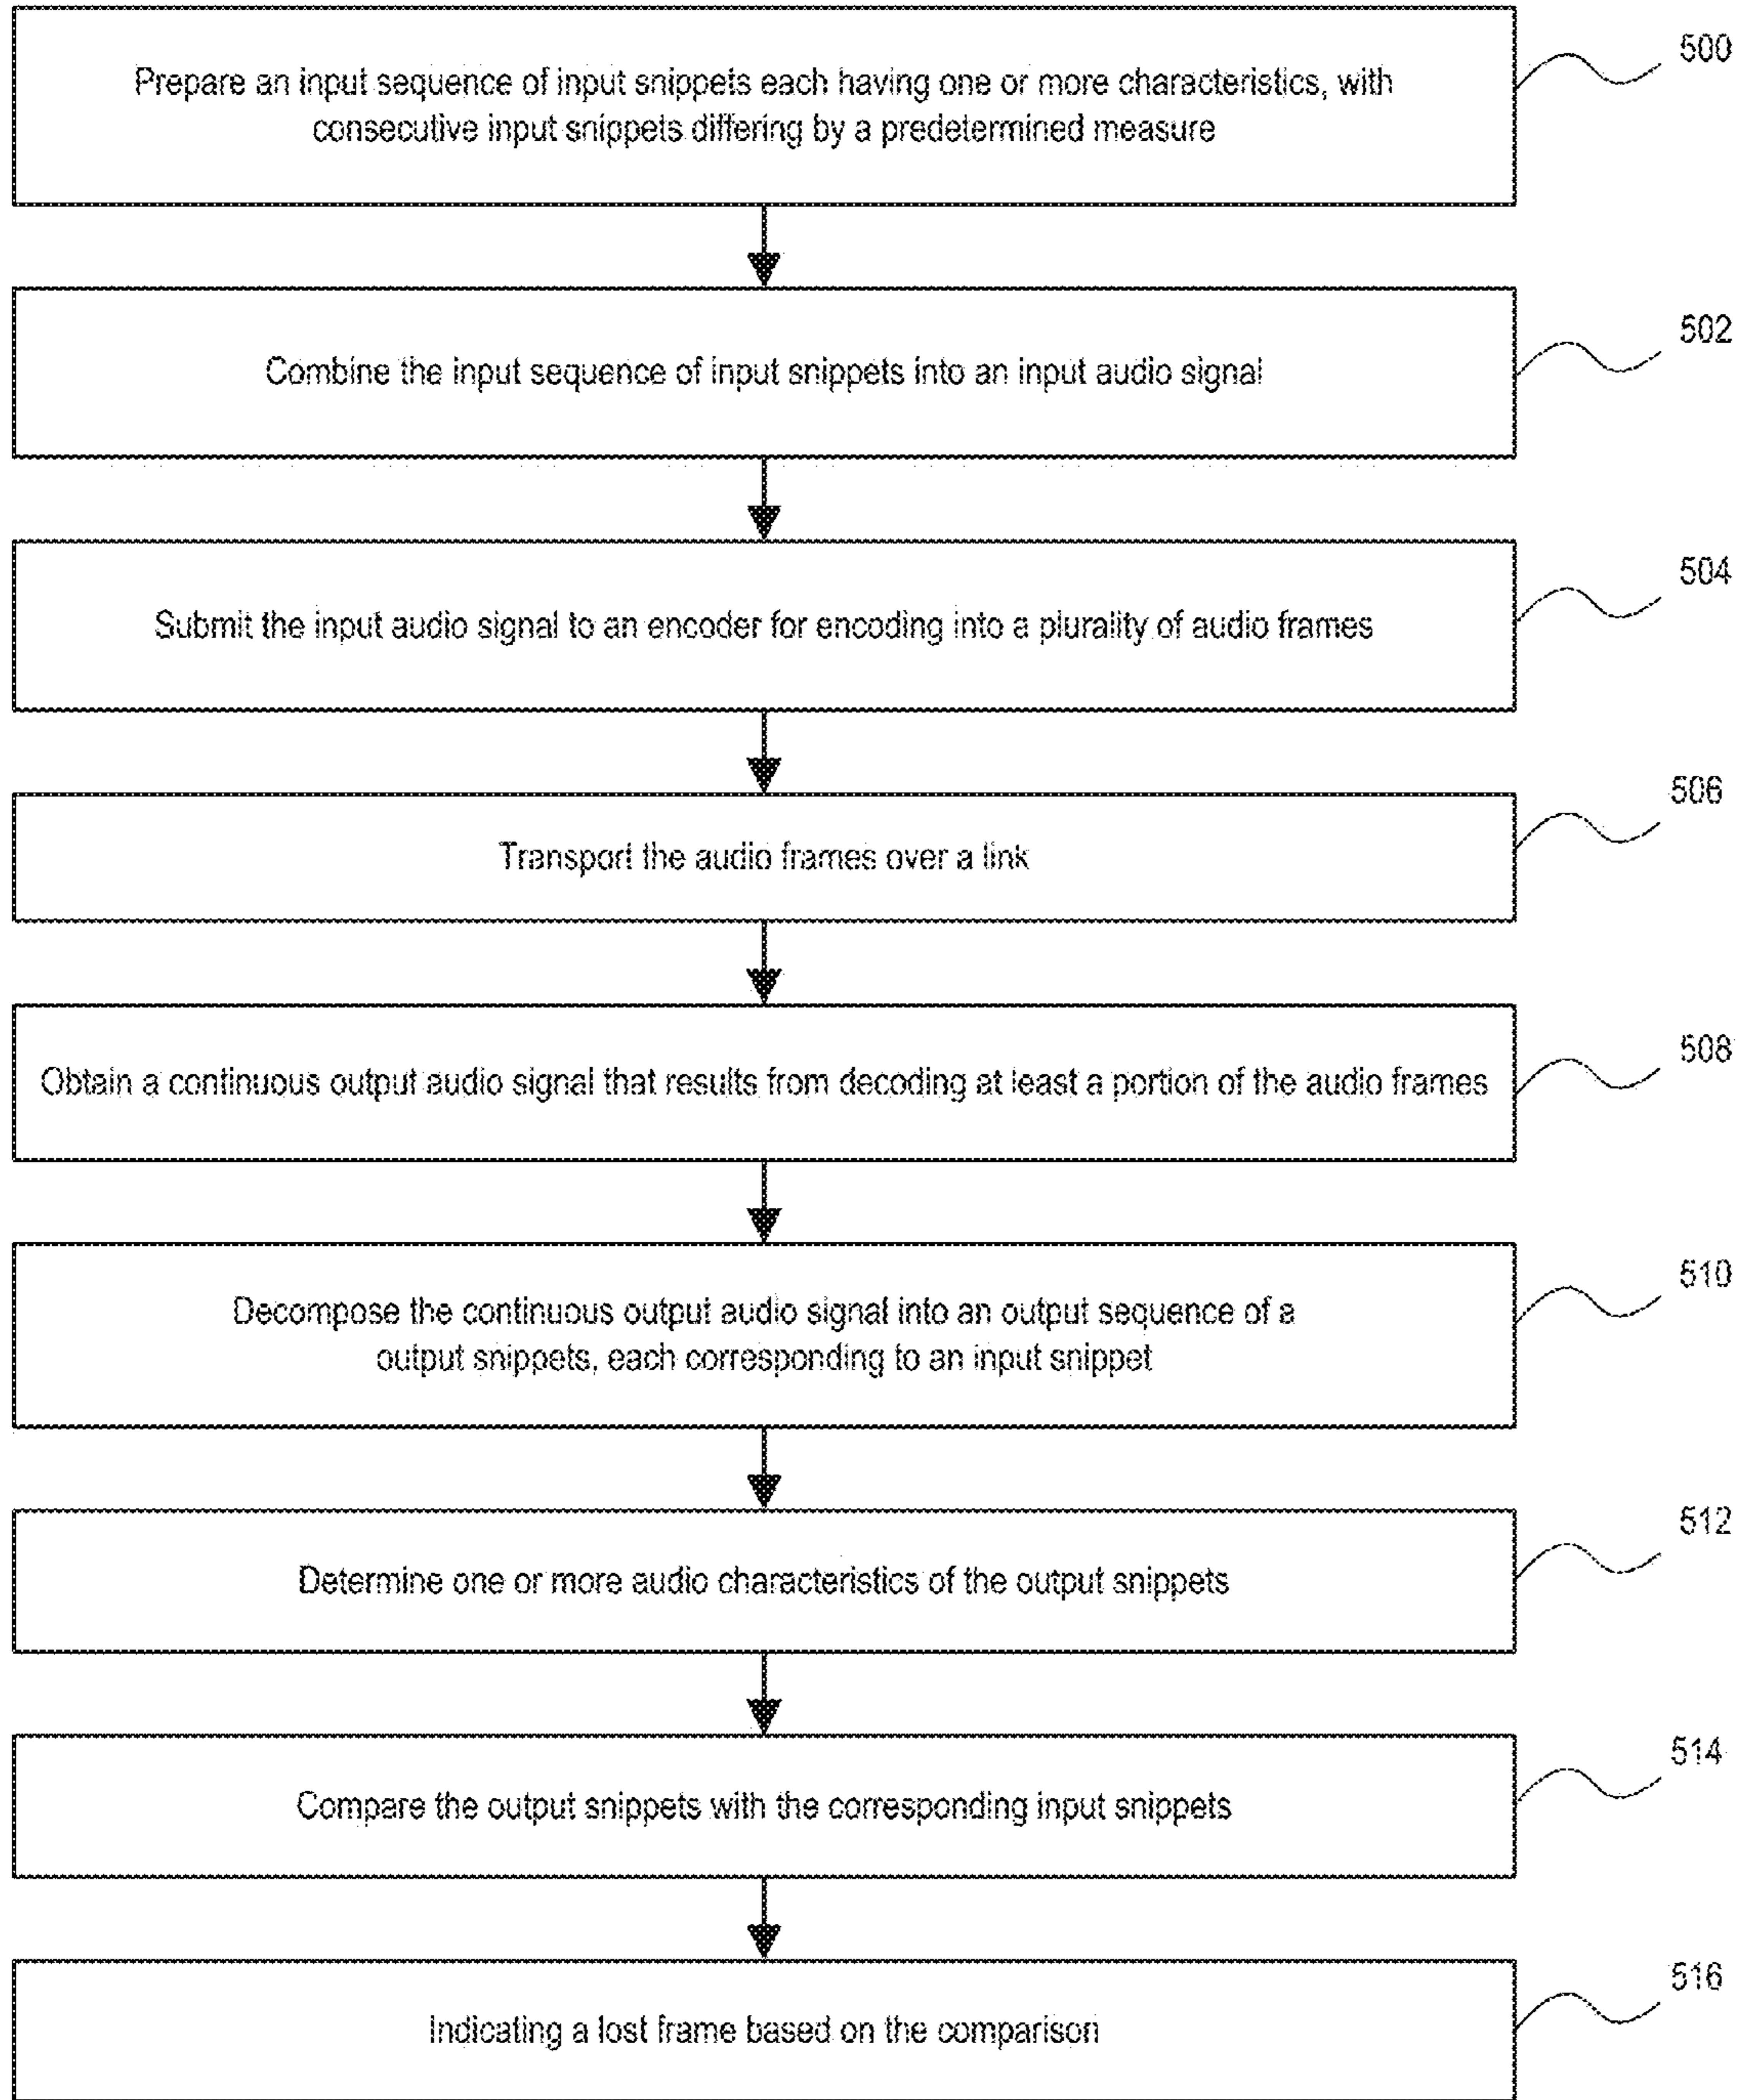 500
Prepare an input sequence of input snippets each having one or more characteristics, with
consecutive input snippets differing by a predetermined measure
502
Combine the input sequence of input snippets into an input audio signal
504
Submit the input audio signal to an encoder for encoding into a plurality of audio frames
506
Transport the audio frames over a link
508
Obtain a continuous output audio signal that results from decoding at least a portion of the audio frames
510
Decompose the continuous output audio signal into an output sequence of a
output snippets, each corresponding to an input snippet
512
Determine one or more audio characteristics of the output snippets
514
Compare the output snippets with the corresponding input snippets
516
Indicating a lost frame based on the comparison